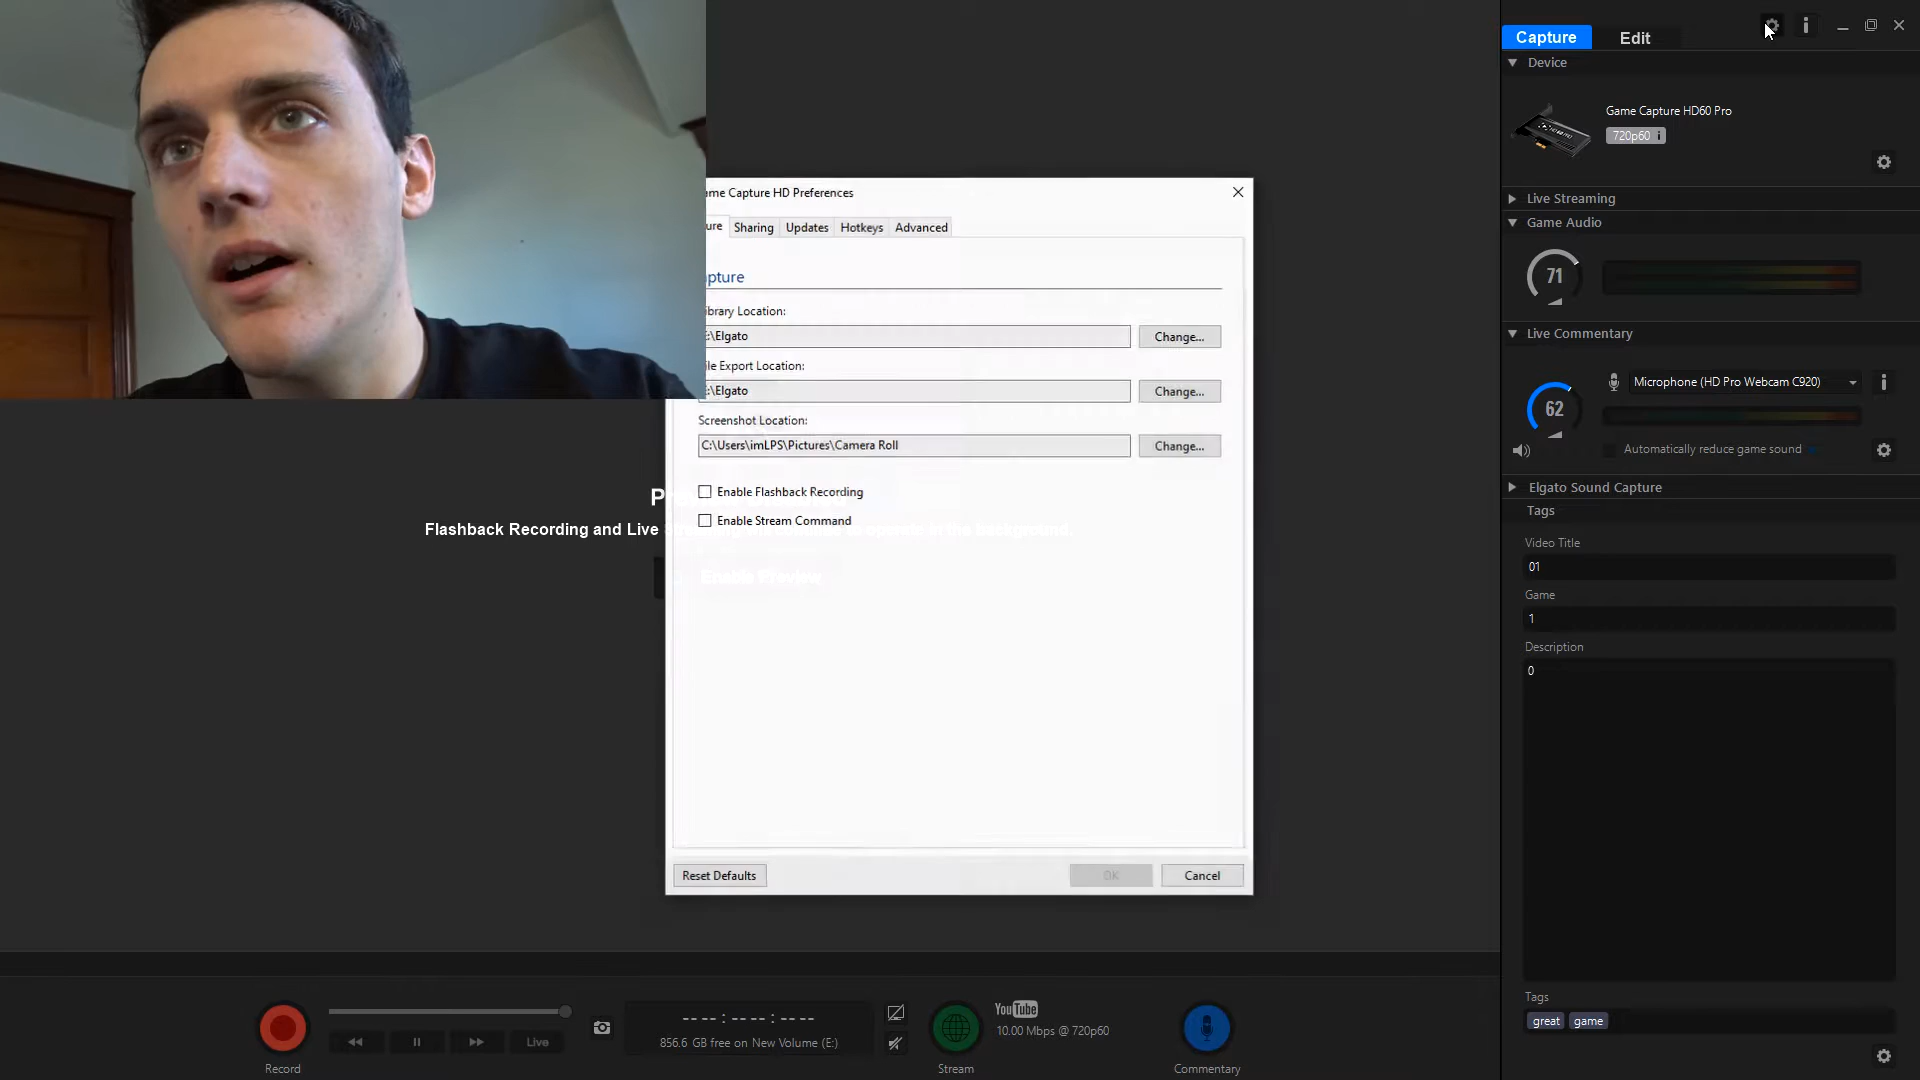 Capture Edit
Device
Game Capture HD60 Pro
720p60 i
Live Streaming
Game Audio
71
Live Commentary
Microphone (HD Pro Webcam C920)
62
Automatically reduce game sound
Elgato Sound Capture
Tags
Video Title
01
Game
1
Description
0
Tags
great game
ame Capture HD Preferences
ure Sharing Updates Hotkeys Advanced
pture
ibrary Location:
:\Elgato Change...
ile Export Location:
:\Elgato Change...
Screenshot Location:
C:\Users\imLPS\Pictures\Camera Roll Change...
Enable Flashback Recording
Enable Stream Command
Flashback Recording and Live
Enable Preview
Reset Defaults OK Cancel
Record
Live
-- -- : -- -- : -- --
856.6 GB free on New Volume (E:)
Stream
YouTube
10.00 Mbps @ 720p60
Commentary